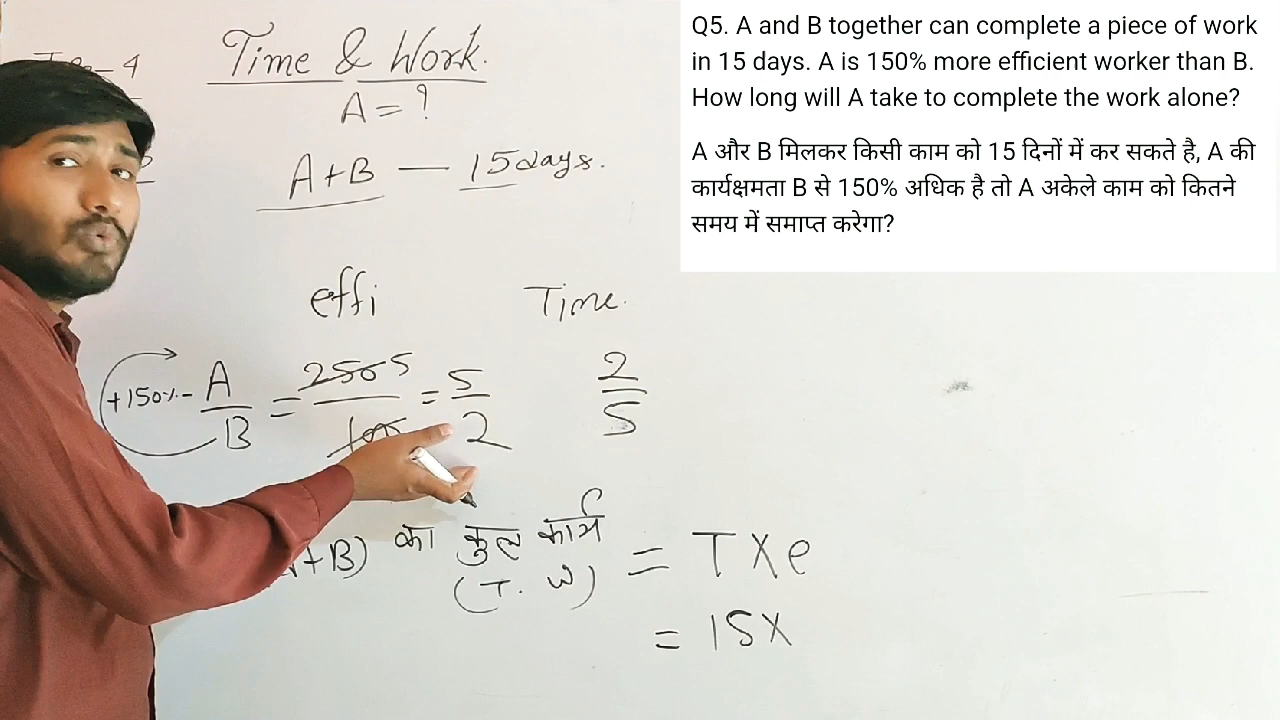 Time & Work.
A = ?
A+B — 15 days.
effi Time.
+150%- A/B = 250 5/100 = 5/2 2/5
+B) का कुल कार्य = T X e
(T. W)
= 15X
Q5. A and B together can complete a piece of work
in 15 days. A is 150% more efficient worker than B.
How long will A take to complete the work alone?
A और B मिलकर किसी काम को 15 दिनों में कर सकते है, A की
कार्यक्षमता B से 150% अधिक है तो A अकेले काम को कितने
समय में समाप्त करेगा?